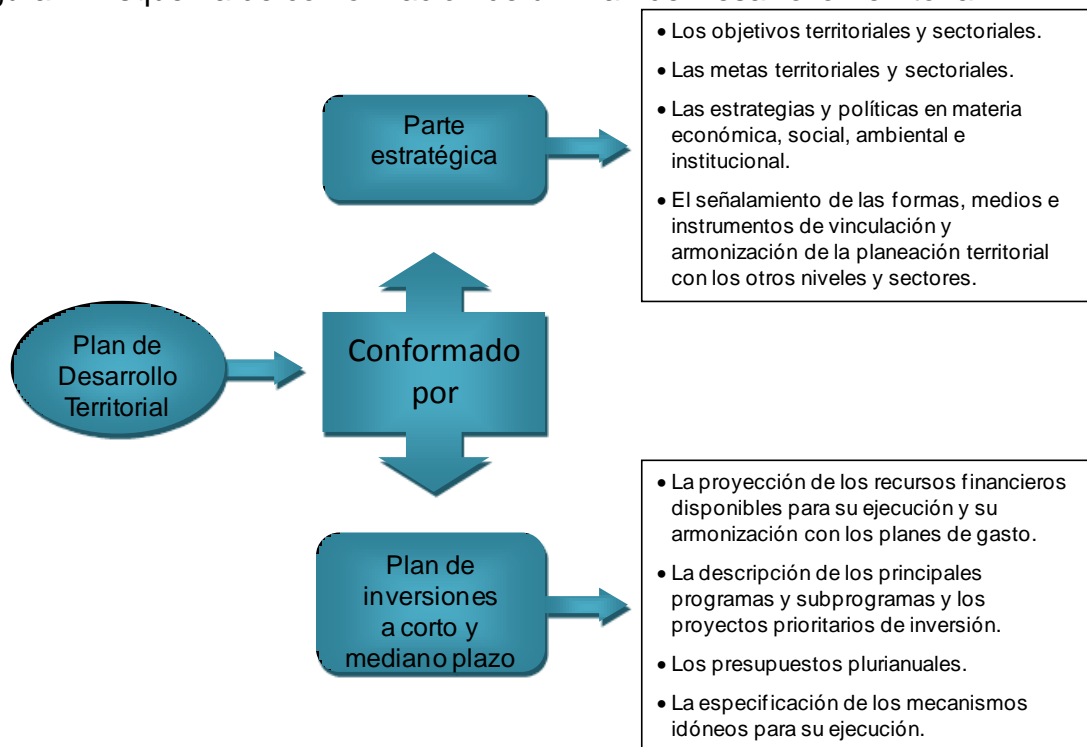 • Los objetivos territoriales y sectoriales.
• Las metas territoriales y sectoriales.
• Las estrategias y políticas en materia
económica, social, ambiental e
institucional.
• El señalamiento de las formas, medios e
instrumentos de vinculación y
armonización de la planeación territorial
con los otros niveles y sectores.
Parte
estratégica
Plan de
Desarrollo
Territorial
Conformado
por
Plan de
inversiones
a corto y
mediano plazo
• La proyección de los recursos financieros
disponibles para su ejecución y su
armonización con los planes de gasto.
• La descripción de los principales
programas y subprogramas y los
proyectos prioritarios de inversión.
• Los presupuestos plurianuales.
• La especificación de los mecanismos
idóneos para su ejecución.